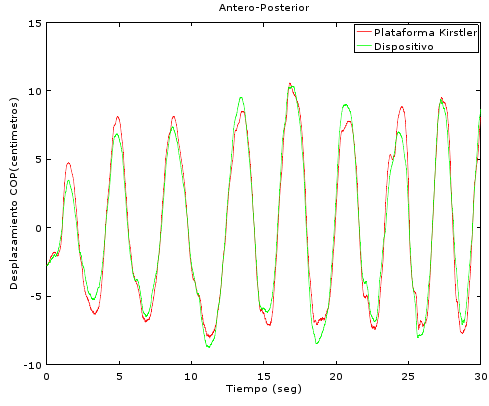 Antero-Posterior
15
Plataforma Kirstler
Dispositivo
10
5
0
-5
-10
Desplazamiento COP(centimetros)
0 5 10 15 20 25 30
Tiempo (seg)